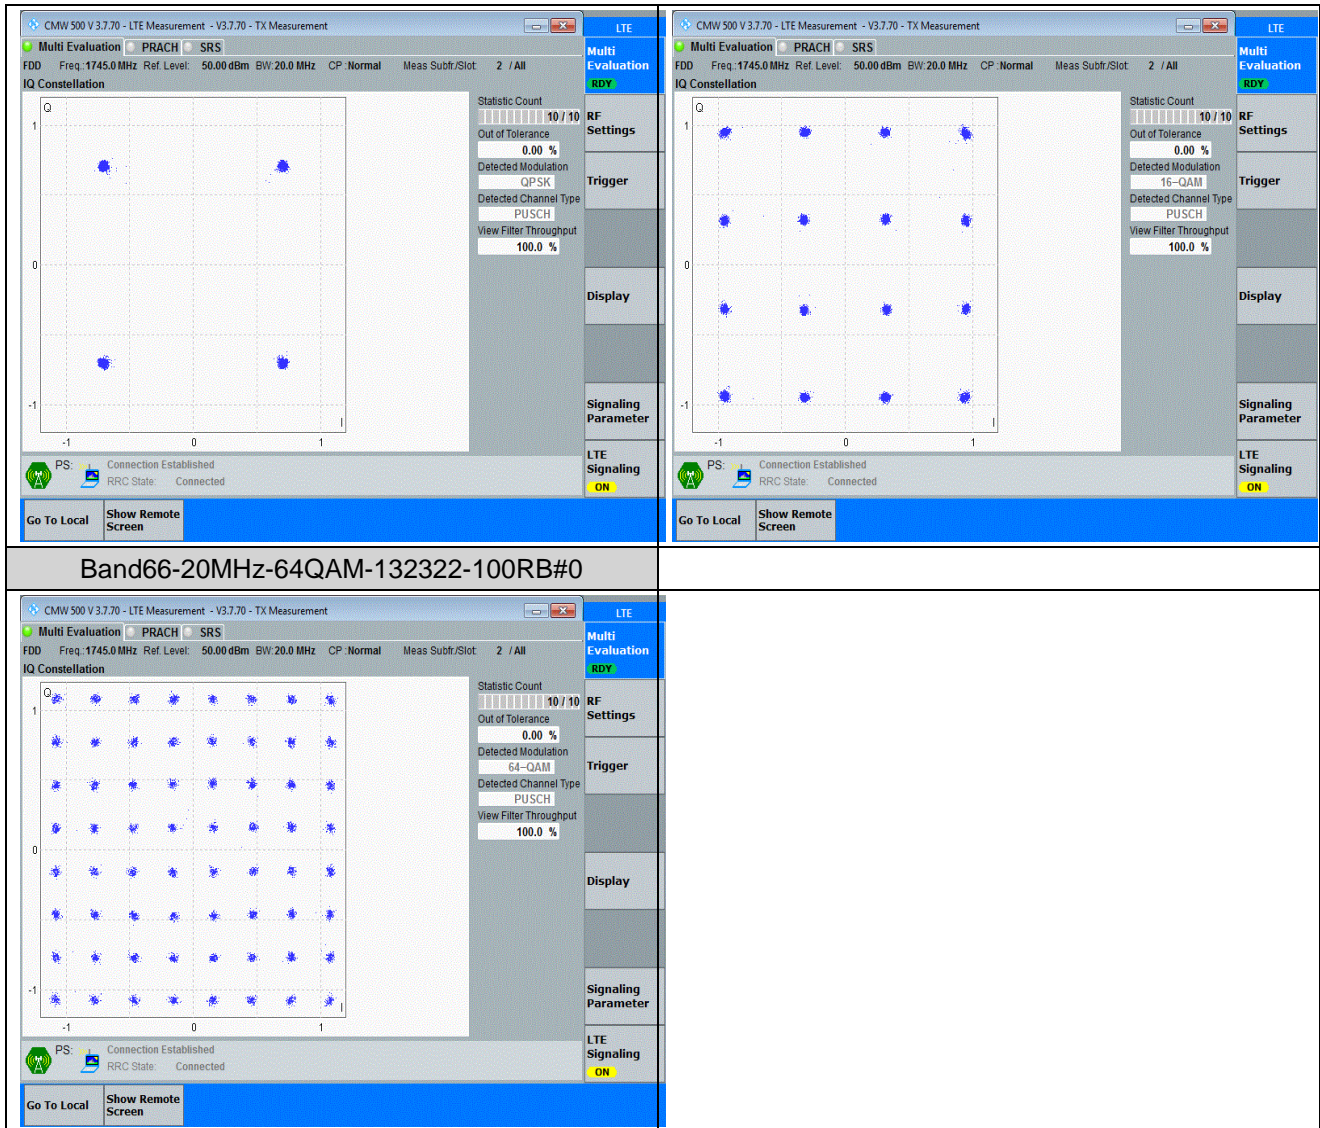 CMW 500 V 3.7.70 - LTE Measurement - V3.7.70 - TX Measurement
LTE
Multi Evaluation PRACH SRS
Multi
Evaluation
RDY
FDD Freq.:1745.0 MHz Ref. Level: 50.00 dBm BW:20.0 MHz CP :Normal Meas Subfr./Slot: 2 / All
IQ Constellation
Q
1
0
-1
-1 0 1
I
Statistic Count
10 / 10
Out of Tolerance
0.00 %
Detected Modulation
QPSK
Detected Channel Type
PUSCH
View Filter Throughput
100.0 %
RF
Settings
Trigger
Display
Signaling
Parameter
LTE
Signaling
ON
PS: Connection Established
RRC State: Connected
Go To Local
Show Remote
Screen
CMW 500 V 3.7.70 - LTE Measurement - V3.7.70 - TX Measurement
LTE
Multi Evaluation PRACH SRS
Multi
Evaluation
RDY
FDD Freq.:1745.0 MHz Ref. Level: 50.00 dBm BW:20.0 MHz CP :Normal Meas Subfr./Slot: 2 / All
IQ Constellation
Q
1
0
-1
-1 0 1
I
Statistic Count
10 / 10
Out of Tolerance
0.00 %
Detected Modulation
16-QAM
Detected Channel Type
PUSCH
View Filter Throughput
100.0 %
RF
Settings
Trigger
Display
Signaling
Parameter
LTE
Signaling
ON
PS: Connection Established
RRC State: Connected
Go To Local
Show Remote
Screen
Band66-20MHz-64QAM-132322-100RB#0
CMW 500 V 3.7.70 - LTE Measurement - V3.7.70 - TX Measurement
LTE
Multi Evaluation PRACH SRS
Multi
Evaluation
RDY
FDD Freq.:1745.0 MHz Ref. Level: 50.00 dBm BW:20.0 MHz CP :Normal Meas Subfr./Slot: 2 / All
IQ Constellation
Q
1
0
-1
-1 0 1
I
Statistic Count
10 / 10
Out of Tolerance
0.00 %
Detected Modulation
64-QAM
Detected Channel Type
PUSCH
View Filter Throughput
100.0 %
RF
Settings
Trigger
Display
Signaling
Parameter
LTE
Signaling
ON
PS: Connection Established
RRC State: Connected
Go To Local
Show Remote
Screen